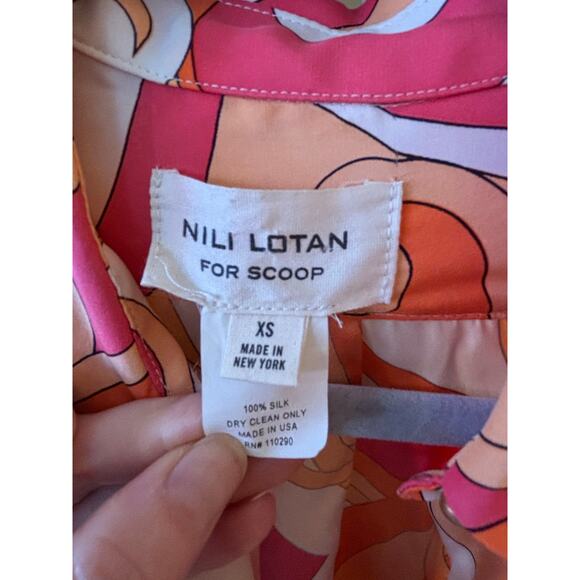 NILI LOTAN
FOR SCOOP
XS
MADE IN
NEW YORK
100% SILK
DRY CLEAN ONLY
MADE IN USA
RN# 110290